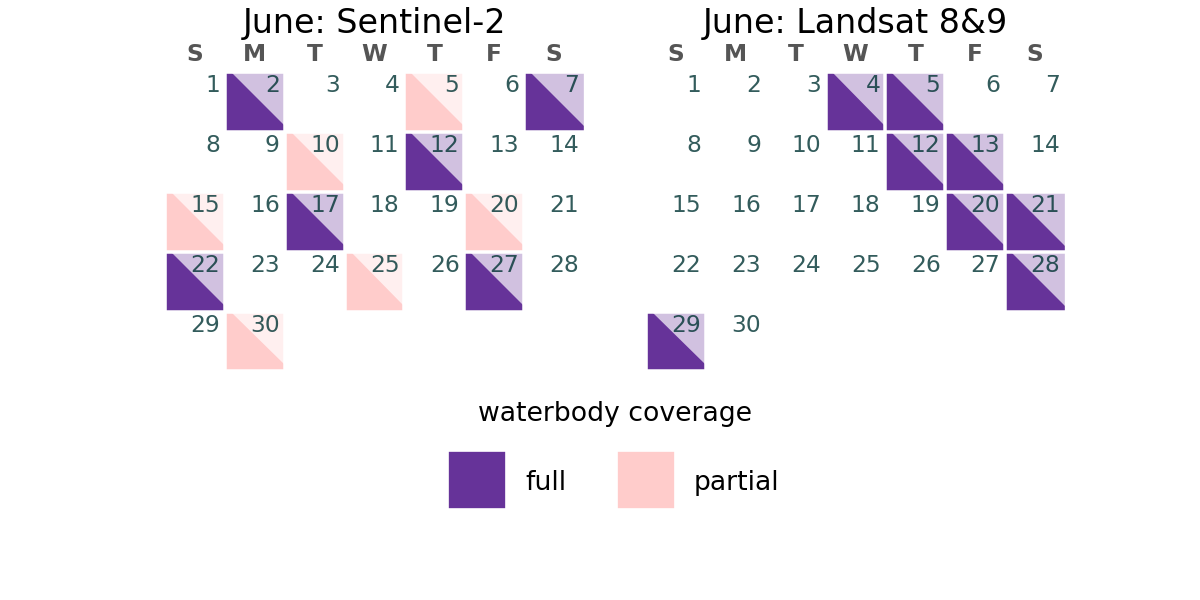 June: Sentinel-2
S M T W T F S
1 2 3 4 5 6 7
8 9 10 11 12 13 14
15 16 17 18 19 20 21
22 23 24 25 26 27 28
29 30
June: Landsat 8&9
S M T W T F S
1 2 3 4 5 6 7
8 9 10 11 12 13 14
15 16 17 18 19 20 21
22 23 24 25 26 27 28
29 30
waterbody coverage
full partial